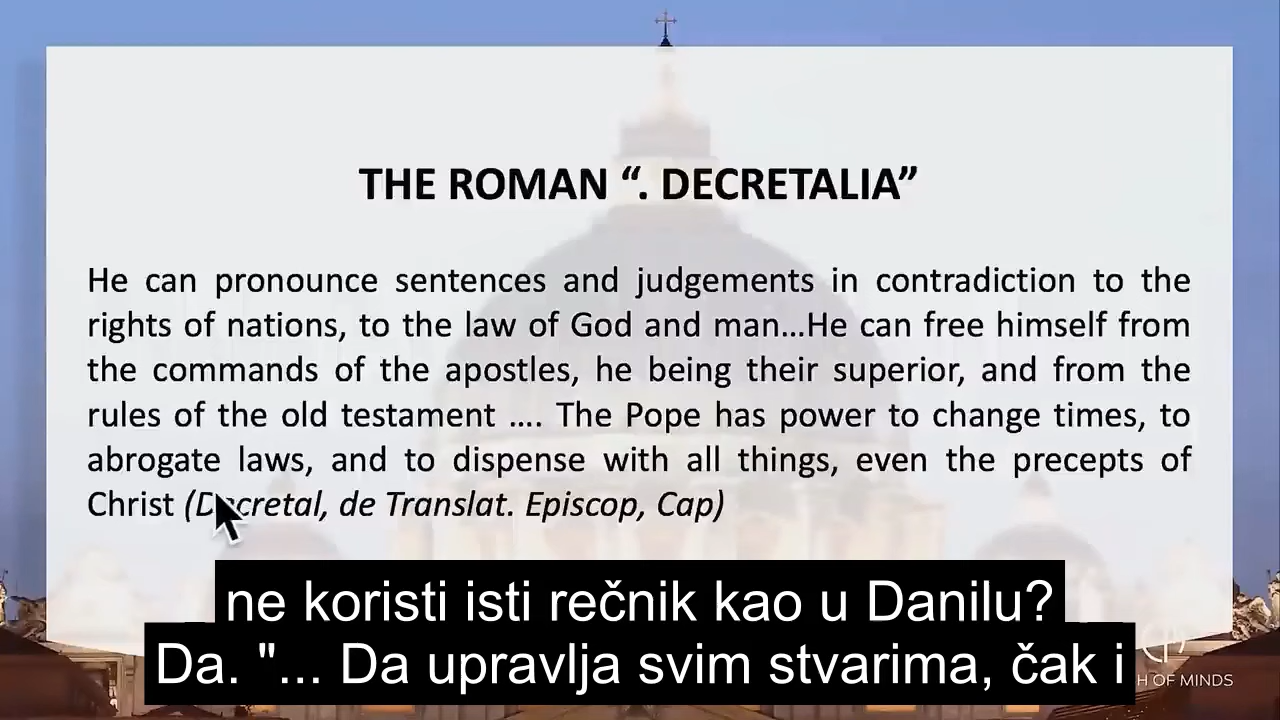 THE ROMAN “. DECRETALIA”
He can pronounce sentences and judgements in contradiction to the
rights of nations, to the law of God and man...He can free himself from
the commands of the apostles, he being their superior, and from the
rules of the old testament .... The Pope has power to change times, to
abrogate laws, and to dispense with all things, even the precepts of
Christ (Decretal, de Translat. Episcop, Cap)
ne koristi isti rečnik kao u Danilu?
Da. "... Da upravlja svim stvarima, čak i
H OF MINDS